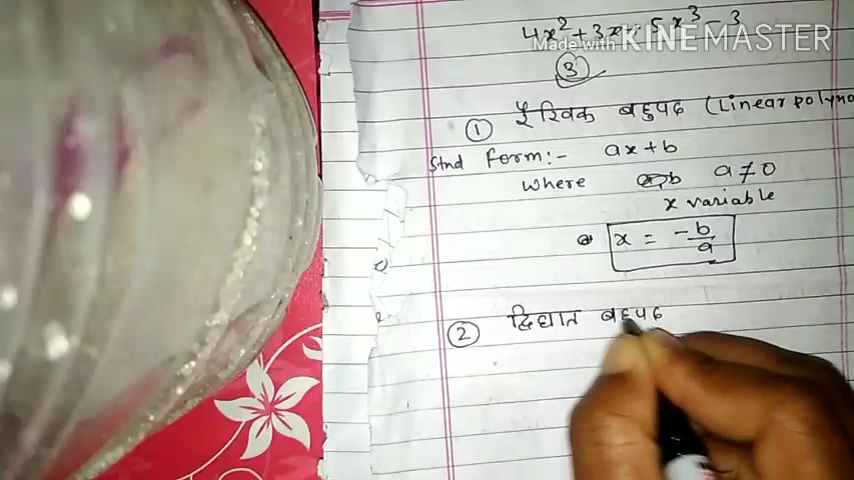 4x² + 3x - 5x³ - 3
Made with KINEMASTER
③
① रैखिक बहुपद (Linear polyno
Stnd Form:- ax+b
where b a≠0
x variable
x = -b/a
② द्विघात बहुपद